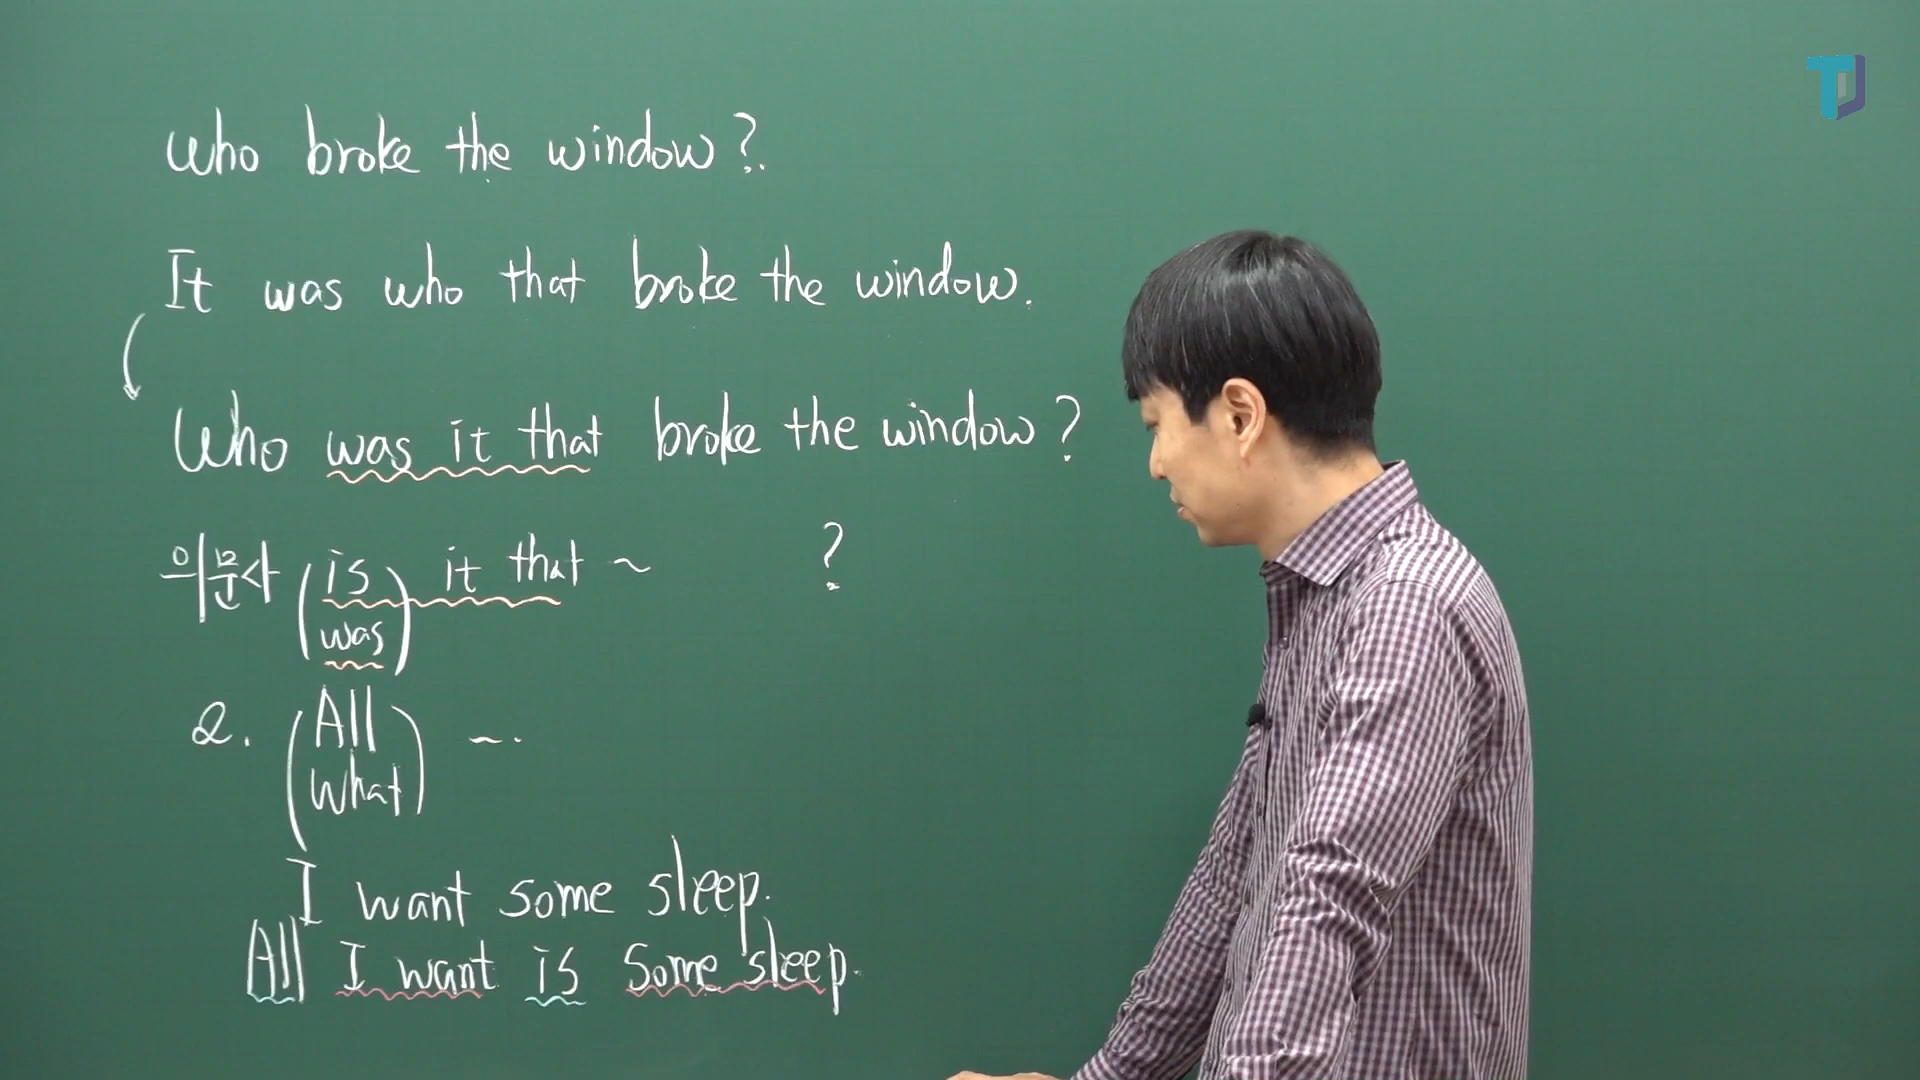 Who broke the window?
It was who that broke the window.
Who was it that broke the window?
의문사 (is) it that ~ ?
(was)
2. (All) ~.
(What)
I want some sleep.
All I want is some sleep.